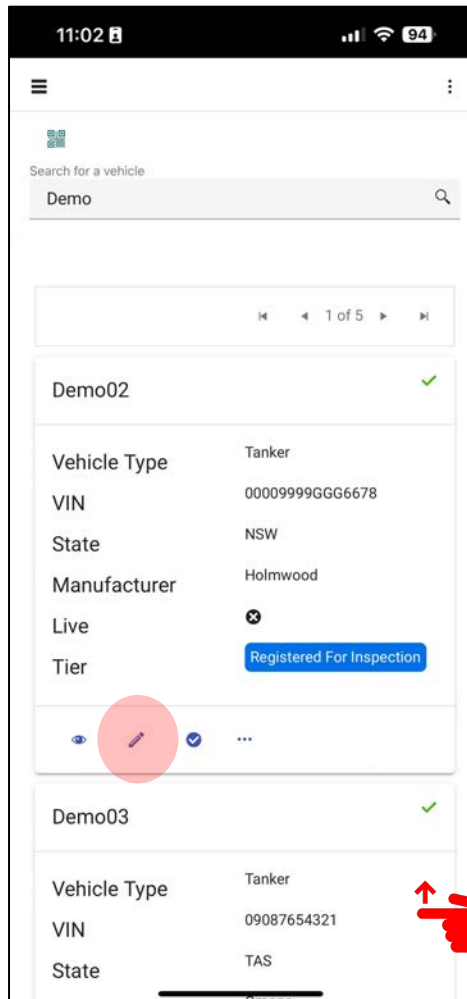 11:02
94
Search for a vehicle
Demo
1 of 5
Demo02
Vehicle Type Tanker
VIN 00009999GGG6678
State NSW
Manufacturer Holmwood
Live
Tier Registered For Inspection
Demo03
Vehicle Type Tanker
VIN 09087654321
State TAS